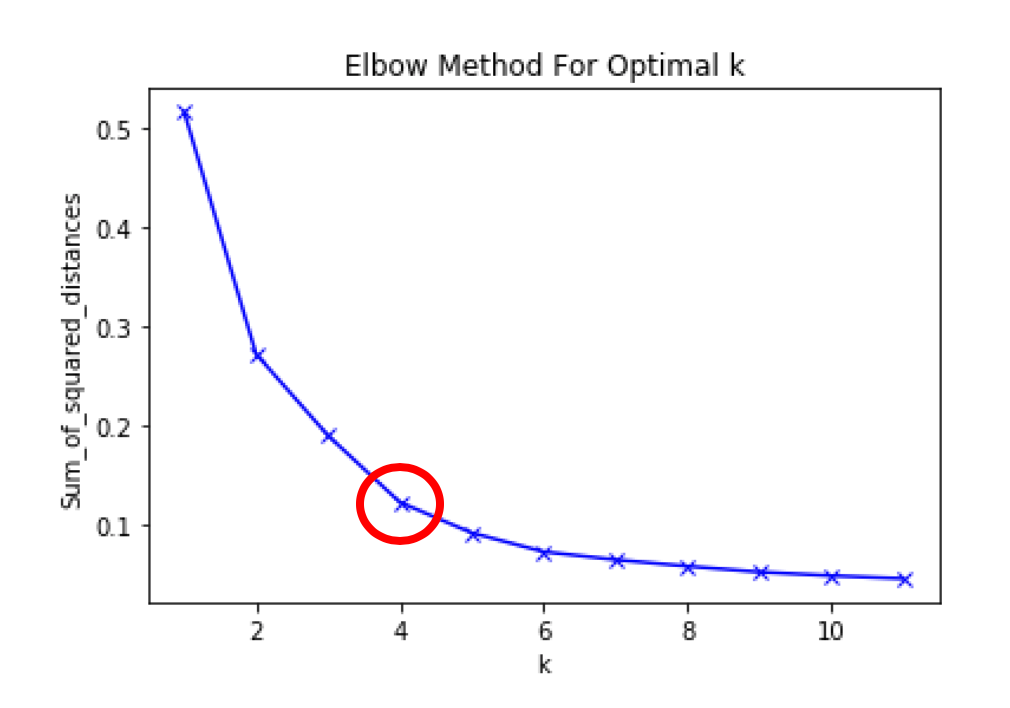 Elbow Method For Optimal k
Sum_of_squared_distances
0.5
0.4
0.3
0.2
0.1
2 4 6 8 10
k